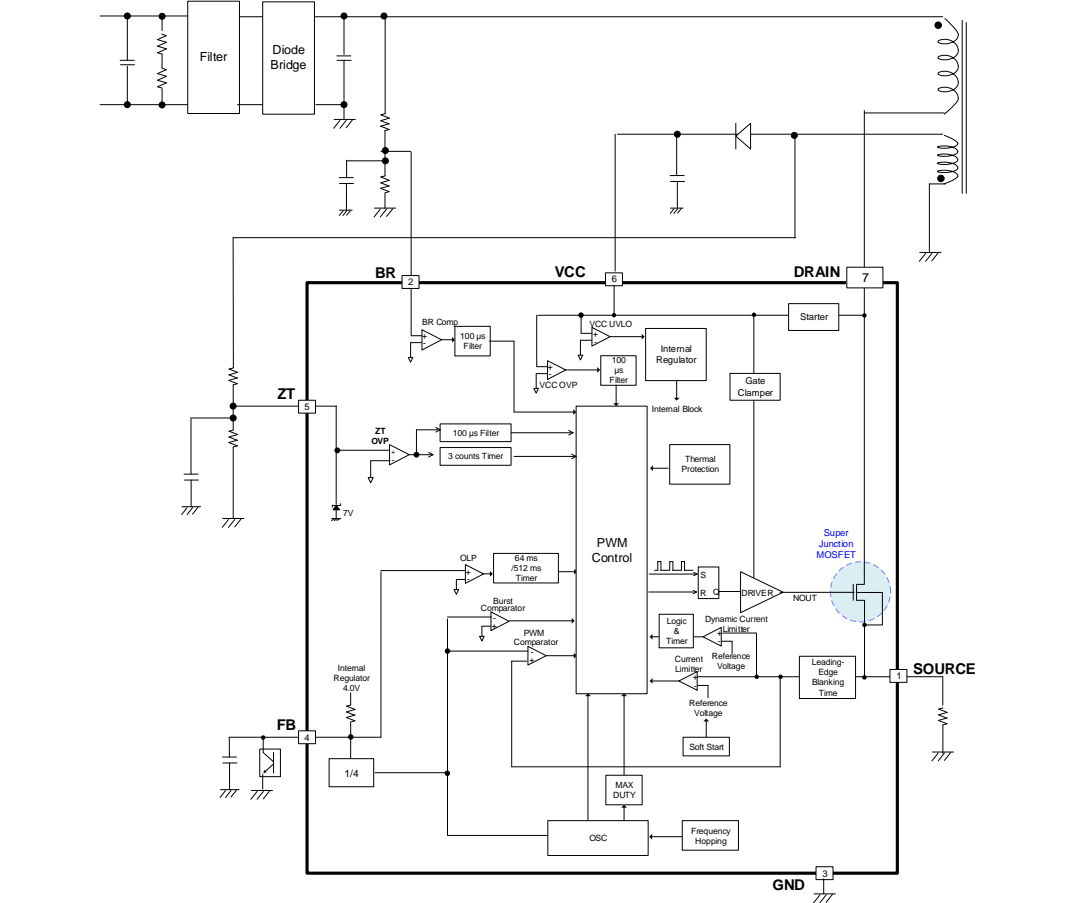 Filter
Diode
Bridge
BR
2
VCC
6
DRAIN
7
BR Comp
+
-
100 µs
Filter
VCC UVLO
+
-
Internal
Regulator
Starter
+
-
VCC OVP
100
µs
Filter
Internal Block
Gate
Clamper
ZT
5
ZT
OVP
+
-
100 µs Filter
3 counts Timer
7V
Thermal
Protection
PWM
Control
Super
Junction
MOSFET
OLP
+
-
64 ms
/512 ms
Timer
S
R
Q
DRIVER
NOUT
Burst
Comparator
-
+
PWM
Comparator
-
+
Logic
&
Timer
Dynamic Current
Limitter
+
-
Reference
Voltage
Current
Limitter
+
-
Reference
Voltage
Soft Start
Leading-
Edge
Blanking
Time
1
SOURCE
Internal
Regulator
4.0V
FB
4
1/4
MAX
DUTY
OSC
Frequency
Hopping
3
GND